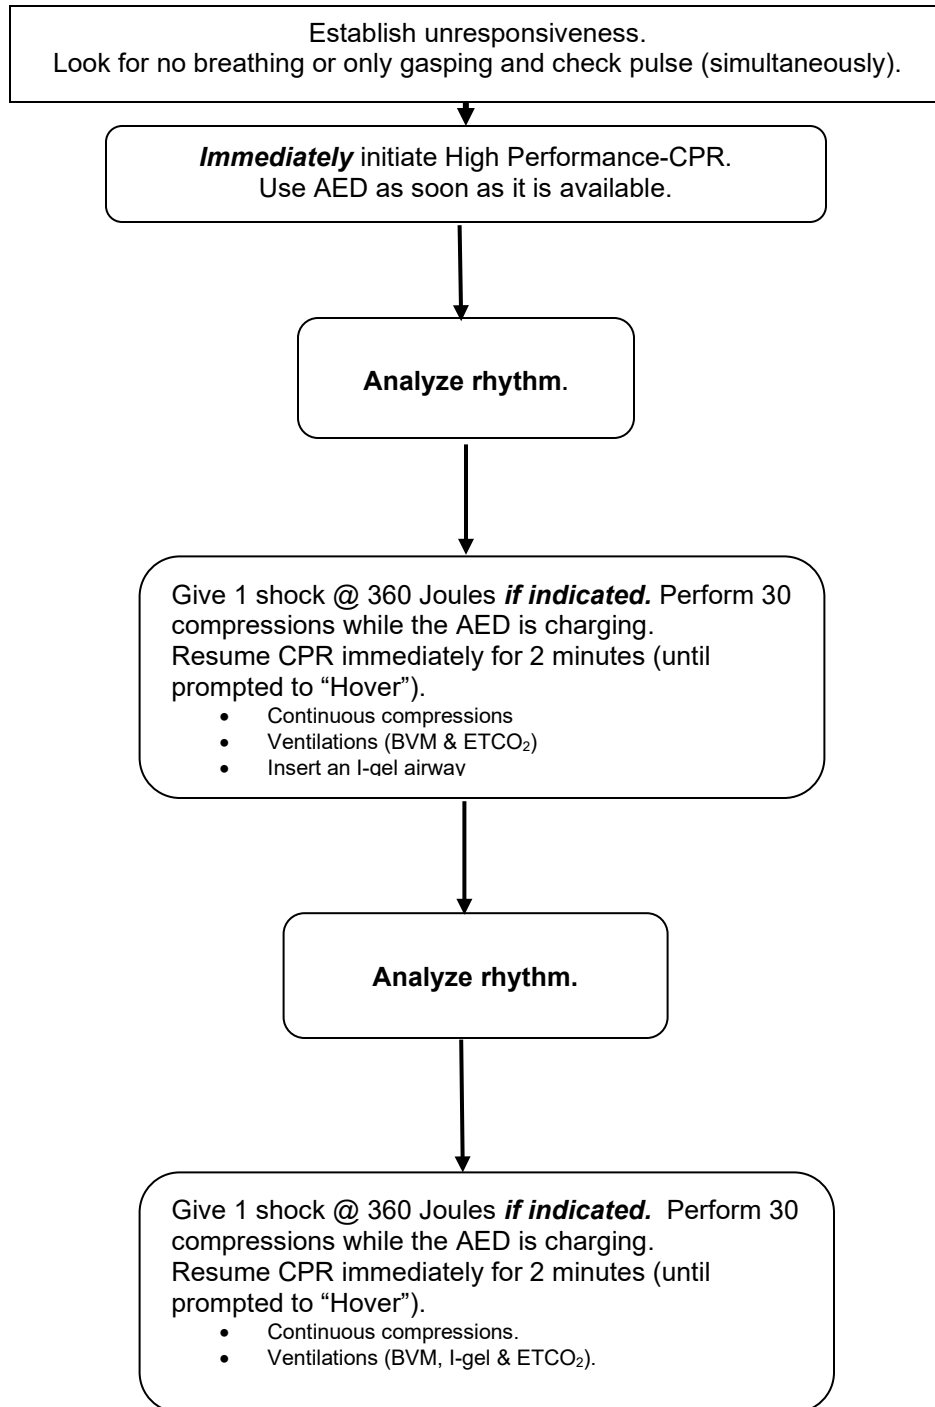 Establish unresponsiveness.
Look for no breathing or only gasping and check pulse (simultaneously).
Immediately initiate High Performance-CPR.
Use AED as soon as it is available.
Analyze rhythm.
Give 1 shock @ 360 Joules if indicated. Perform 30
compressions while the AED is charging.
Resume CPR immediately for 2 minutes (until
prompted to “Hover”).
• Continuous compressions
• Ventilations (BVM & ETCO₂)
• Insert an I-gel airway
Analyze rhythm.
Give 1 shock @ 360 Joules if indicated. Perform 30
compressions while the AED is charging.
Resume CPR immediately for 2 minutes (until
prompted to “Hover”).
• Continuous compressions.
• Ventilations (BVM, I-gel & ETCO₂).